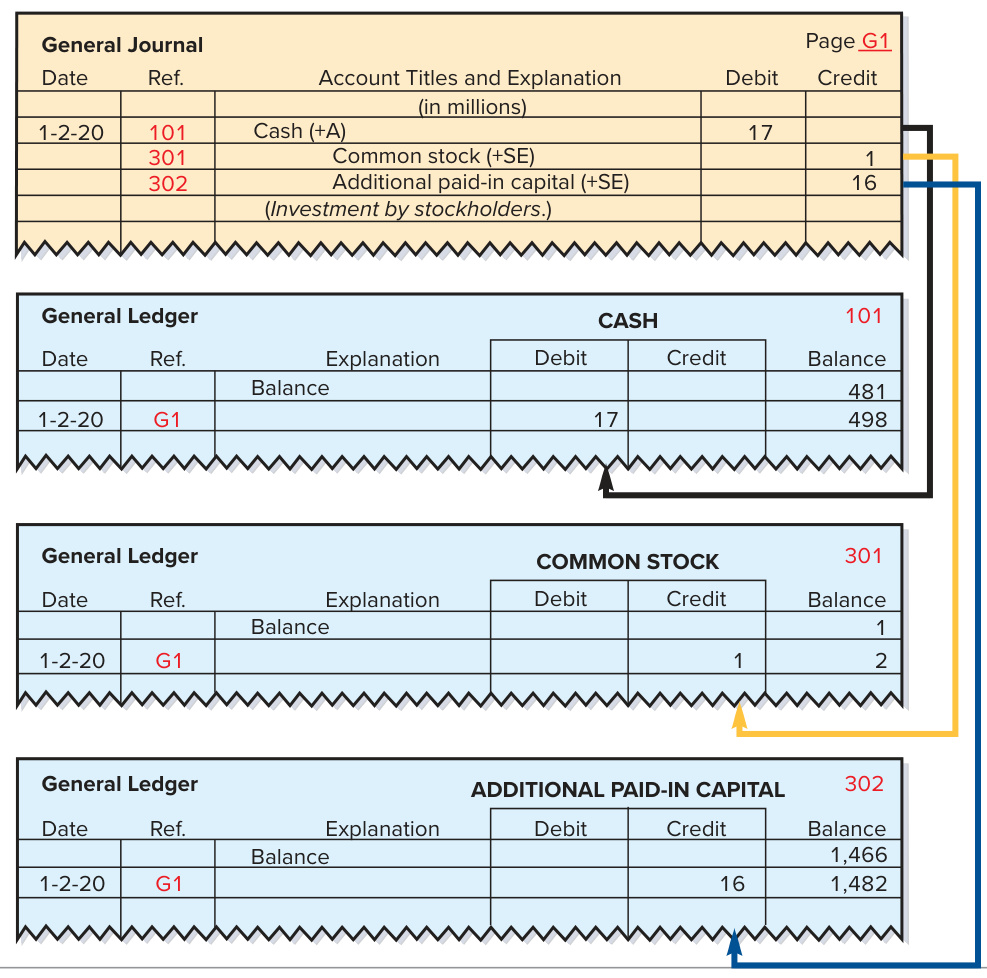 General Journal Page G1
Date Ref. Account Titles and Explanation Debit Credit
(in millions)
1-2-20 101 Cash (+A) 17
301 Common stock (+SE) 1
302 Additional paid-in capital (+SE) 16
(Investment by stockholders.)
General Ledger CASH 101
Date Ref. Explanation Debit Credit Balance
Balance 481
1-2-20 G1 17 498
General Ledger COMMON STOCK 301
Date Ref. Explanation Debit Credit Balance
Balance 1
1-2-20 G1 1 2
General Ledger ADDITIONAL PAID-IN CAPITAL 302
Date Ref. Explanation Debit Credit Balance
Balance 1,466
1-2-20 G1 16 1,482